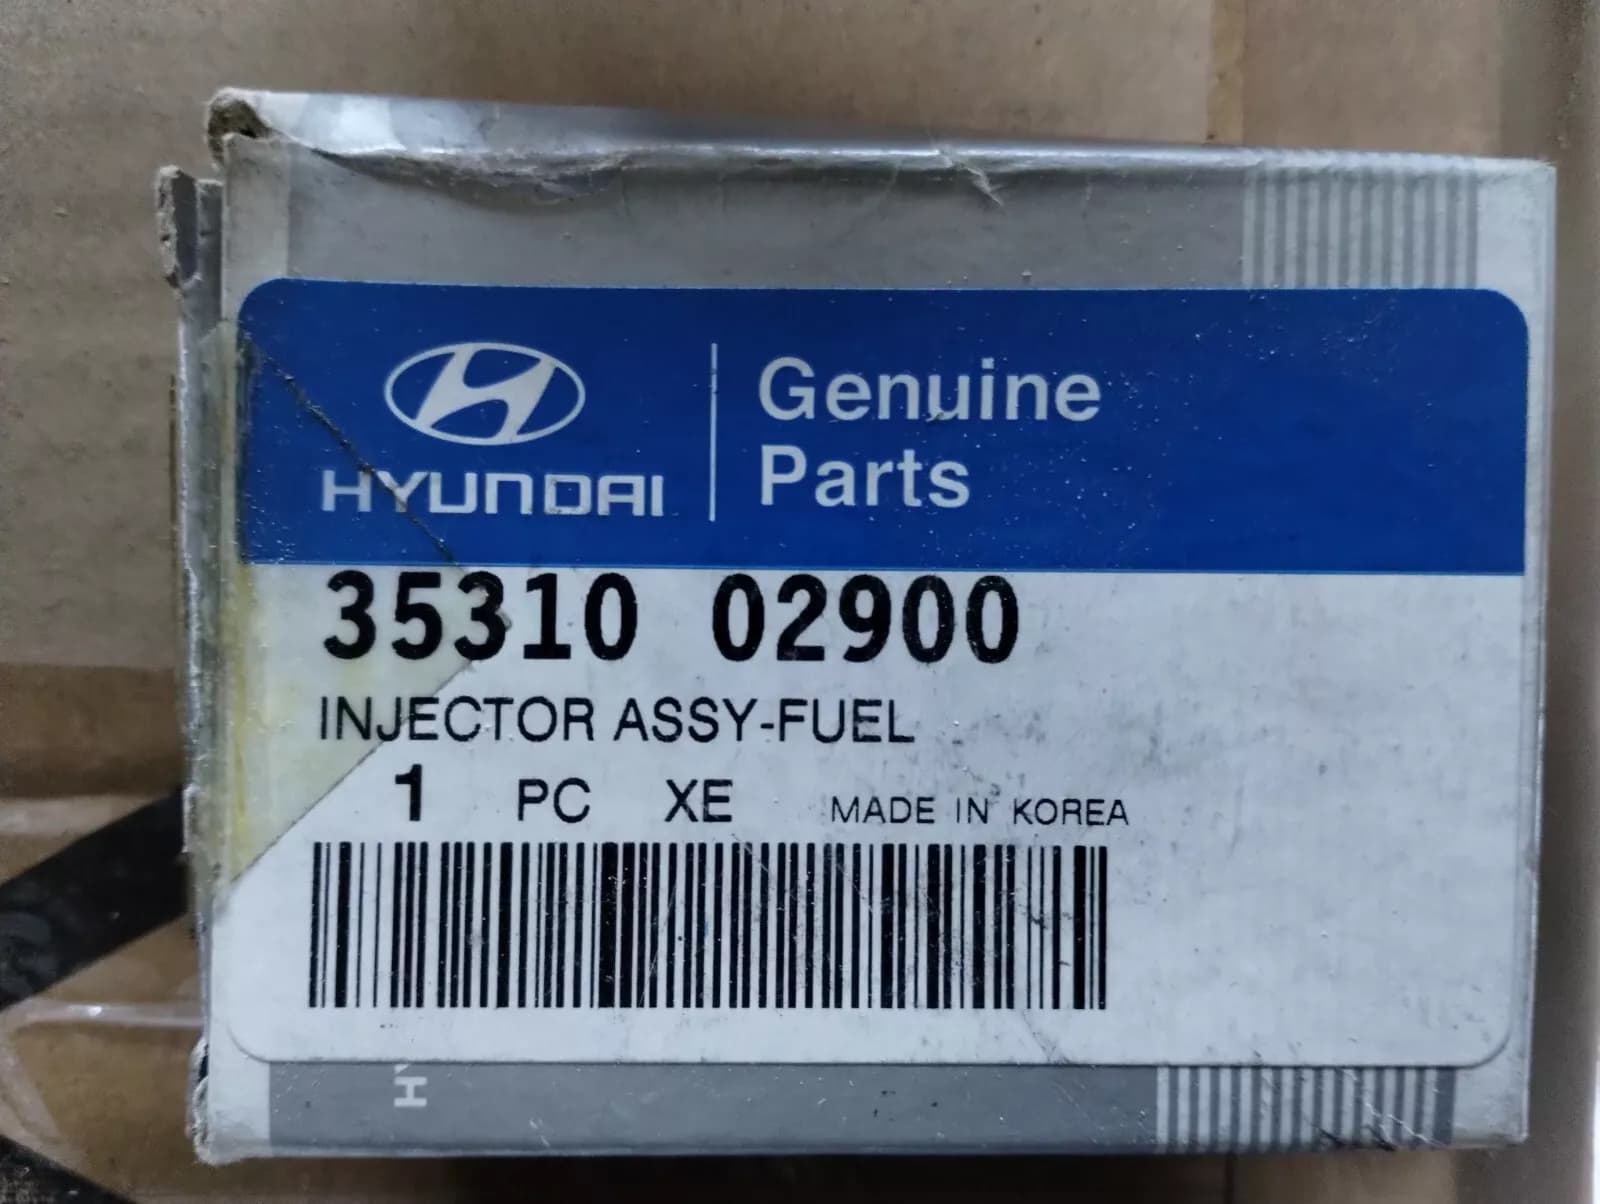 HYUNDAI
Genuine
Parts
35310 02900
INJECTOR ASSY-FUEL
1 PC XE MADE IN KOREA